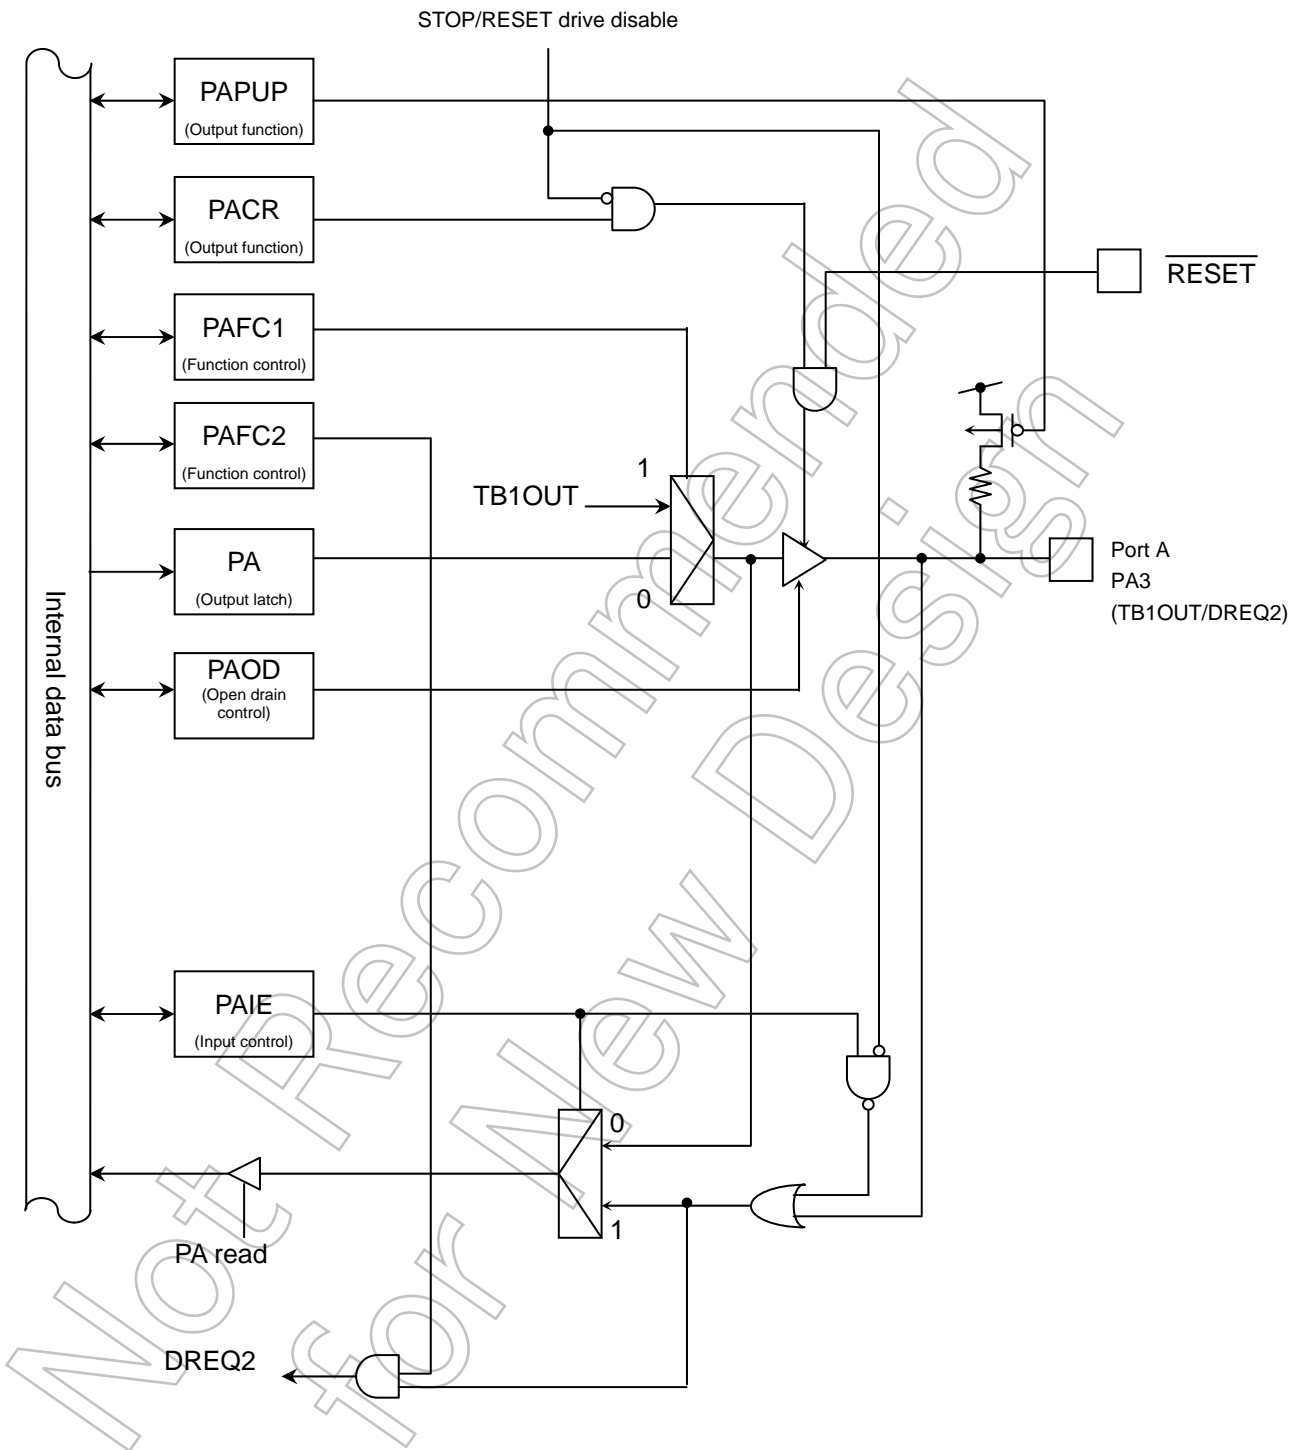 STOP/RESET drive disable
PAPUP
(Output function)
PACR
(Output function)
RESET
PAFC1
(Function control)
PAFC2
(Function control)
1
TB1OUT
PA
(Output latch)
0
Port A
PA3
(TB1OUT/DREQ2)
Internal data bus
PAOD
(Open drain
control)
PAIE
(Input control)
0
1
PA read
DREQ2
Not Recommended
for New Design